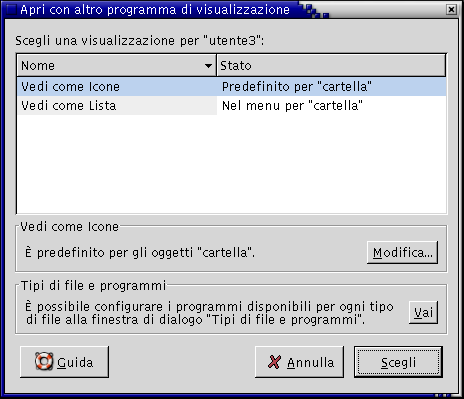 Apri con altro programma di visualizzazione
Scegli una visualizzazione per "utente3":
Nome Stato
Vedi come Icone Predefinito per "cartella"
Vedi come Lista Nel menu per "cartella"
Vedi come Icone
È predefinito per gli oggetti "cartella".
Modifica...
Tipi di file e programmi
È possibile configurare i programmi disponibili per ogni tipo
di file alla finestra di dialogo "Tipi di file e programmi".
Vai
Guida Annulla Scegli